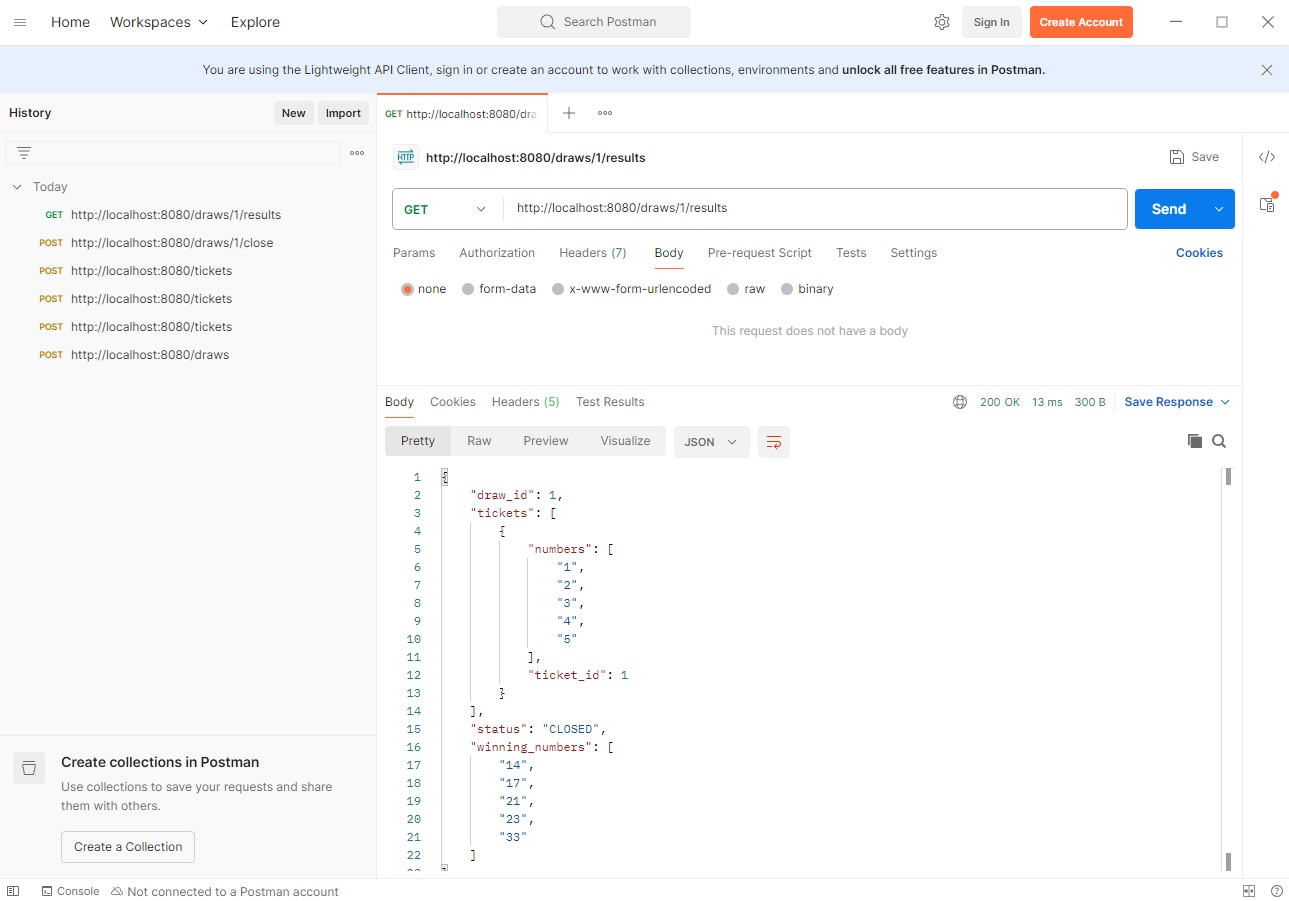 Home Workspaces Explore Search Postman Sign In Create Account
You are using the Lightweight API Client, sign in or create an account to work with collections, environments and unlock all free features in Postman.
History New Import
Today
GET http://localhost:8080/draws/1/results
POST http://localhost:8080/draws/1/close
POST http://localhost:8080/tickets
POST http://localhost:8080/tickets
POST http://localhost:8080/tickets
POST http://localhost:8080/draws
Create collections in Postman
Use collections to save your requests and share
them with others.
Create a Collection
GET http://localhost:8080/dra
HTTP http://localhost:8080/draws/1/results Save
GET http://localhost:8080/draws/1/results Send
Params Authorization Headers (7) Body Pre-request Script Tests Settings Cookies
none form-data x-www-form-urlencoded raw binary
This request does not have a body
Body Cookies Headers (5) Test Results 200 OK 13 ms 300 B Save Response
Pretty Raw Preview Visualize JSON
1 {
2 "draw_id": 1,
3 "tickets": [
4 {
5 "numbers": [
6 "1",
7 "2",
8 "3",
9 "4",
10 "5"
11 ],
12 "ticket_id": 1
13 }
14 ],
15 "status": "CLOSED",
16 "winning_numbers": [
17 "14",
18 "17",
19 "21",
20 "23",
21 "33"
22 ]
Console Not connected to a Postman account